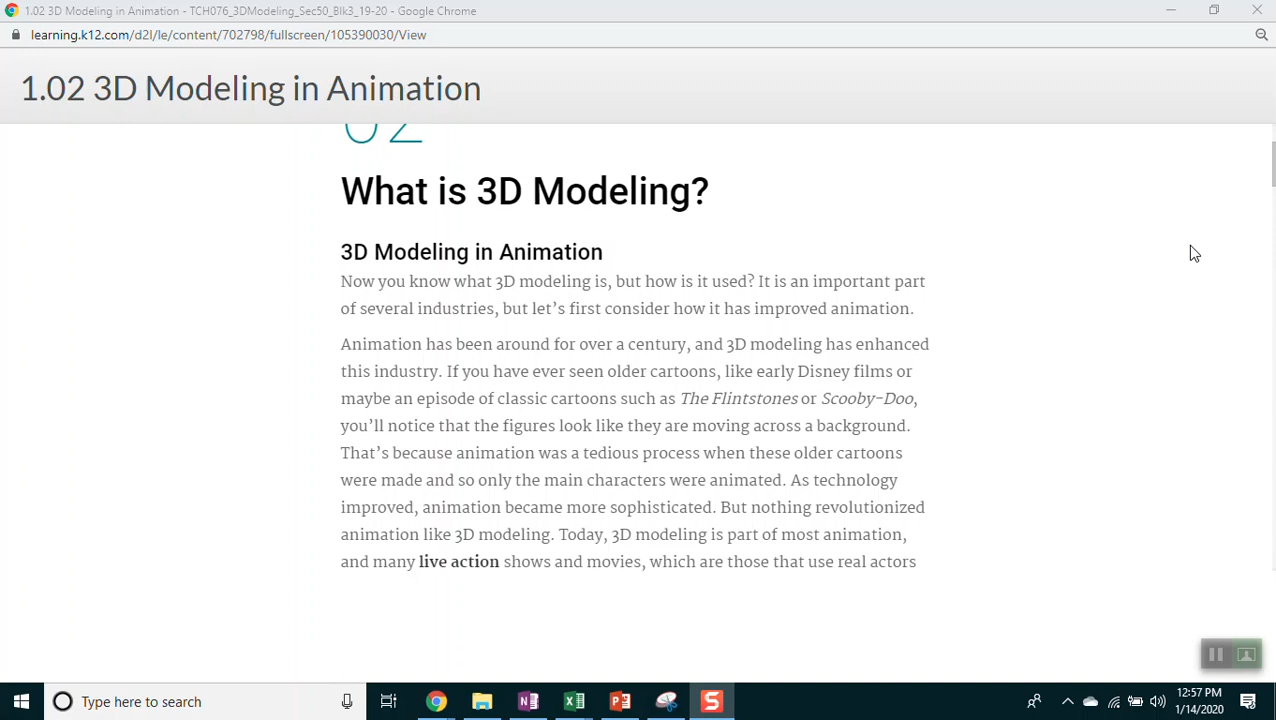 1.02 3D Modeling in Animation - TCH076_3DModeling_Sec50_Blk3_19-20 - Google Chrome
learning.k12.com/d2l/le/content/702798/fullscreen/105390030/View
1.02 3D Modeling in Animation
02
What is 3D Modeling?
3D Modeling in Animation
Now you know what 3D modeling is, but how is it used? It is an important part
of several industries, but let’s first consider how it has improved animation.
Animation has been around for over a century, and 3D modeling has enhanced
this industry. If you have ever seen older cartoons, like early Disney films or
maybe an episode of classic cartoons such as The Flintstones or Scooby-Doo,
you’ll notice that the figures look like they are moving across a background.
That’s because animation was a tedious process when these older cartoons
were made and so only the main characters were animated. As technology
improved, animation became more sophisticated. But nothing revolutionized
animation like 3D modeling. Today, 3D modeling is part of most animation,
and many live action shows and movies, which are those that use real actors
Type here to search
12:57 PM
1/14/2020